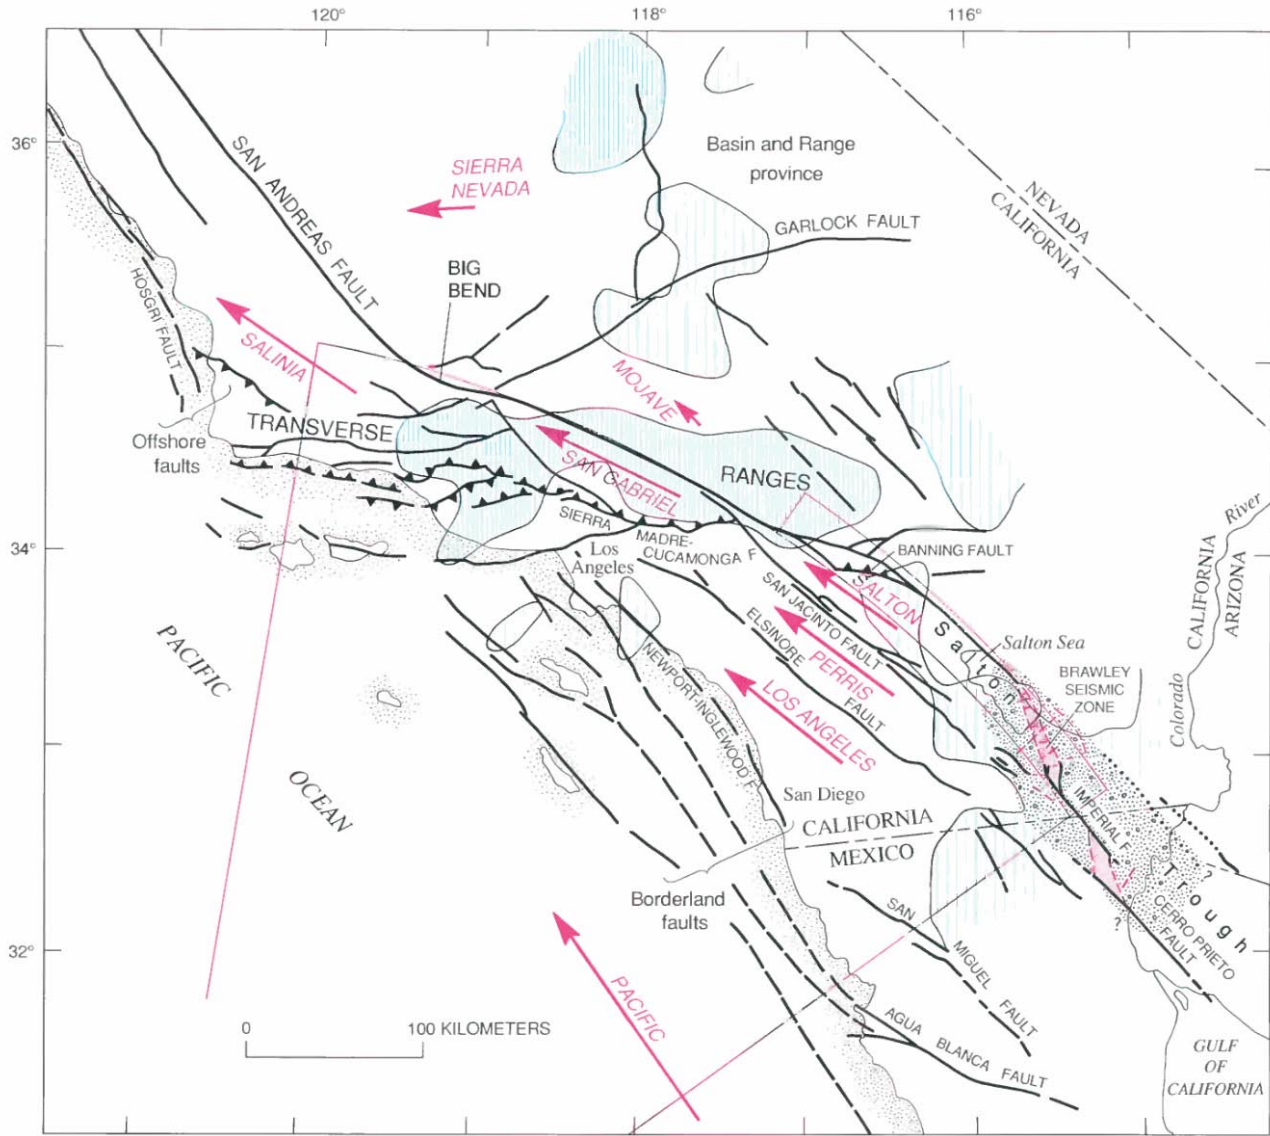 120°
118°
116°
36°
34°
32°
SAN ANDREAS FAULT
SIERRA
NEVADA
Basin and Range
province
NEVADA
CALIFORNIA
GARLOCK FAULT
BIG
BEND
HOSGRI FAULT
SALINIA
MOJAVE
TRANSVERSE
RANGES
Offshore
faults
SAN GABRIEL
SIERRA
MADRE-
CUCAMONGA F
Los
Angeles
BANNING FAULT
SALTON
SAN JACINTO FAULT
ELSINORE
FAULT
PERRIS
LOS ANGELES
NEWPORT-INGLEWOOD F
Salton
Trough
Salton Sea
BRAWLEY
SEISMIC
ZONE
CALIFORNIA
ARIZONA
Colorado
River
PACIFIC
OCEAN
San Diego
CALIFORNIA
MEXICO
IMPERIAL F
?
?
CERRO PRIETO
FAULT
Borderland
faults
SAN
MIGUEL
FAULT
PACIFIC
AGUA
BLANCA
FAULT
0
100 KILOMETERS
GULF
OF
CALIFORNIA